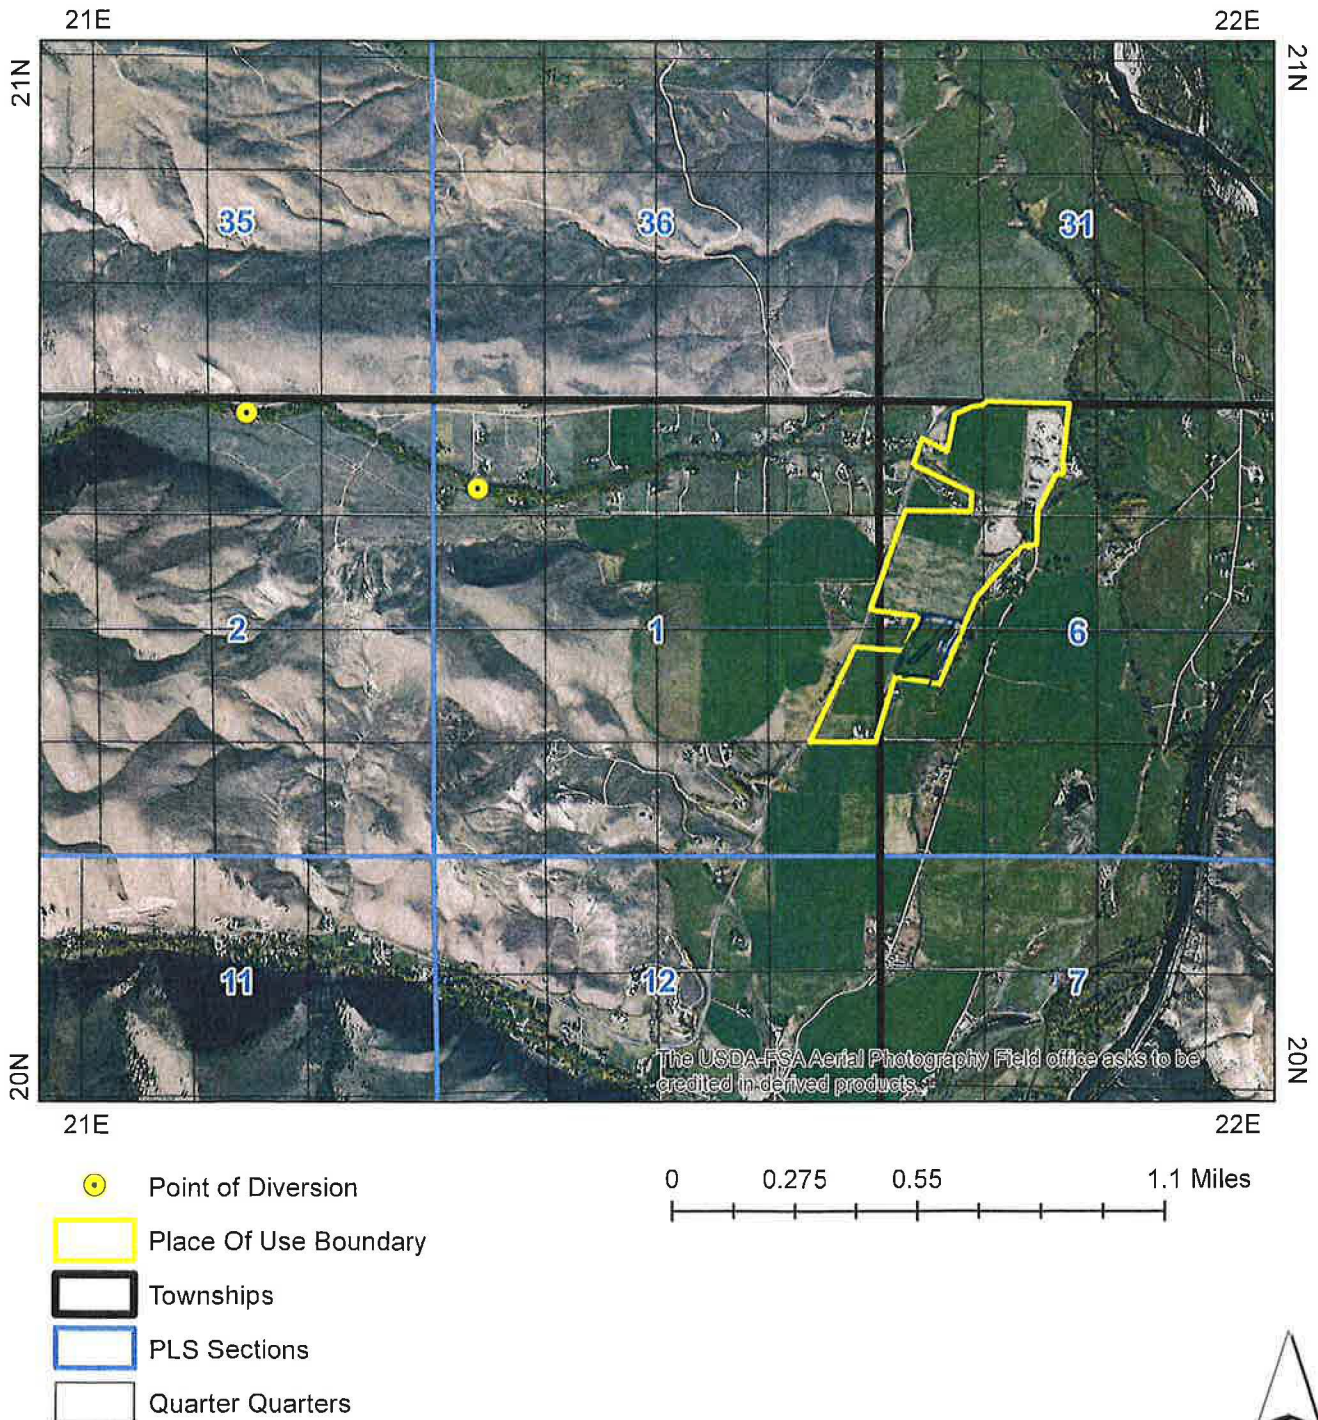 21E 22E
21N 21N
35 36 31
2 1 6
11 12 7
The USDA-FSA Aerial Photography Field office asks to be
credited in derived products.
20N 20N
21E 22E
Point of Diversion
Place Of Use Boundary
Townships
PLS Sections
Quarter Quarters
0 0.275 0.55 1.1 Miles